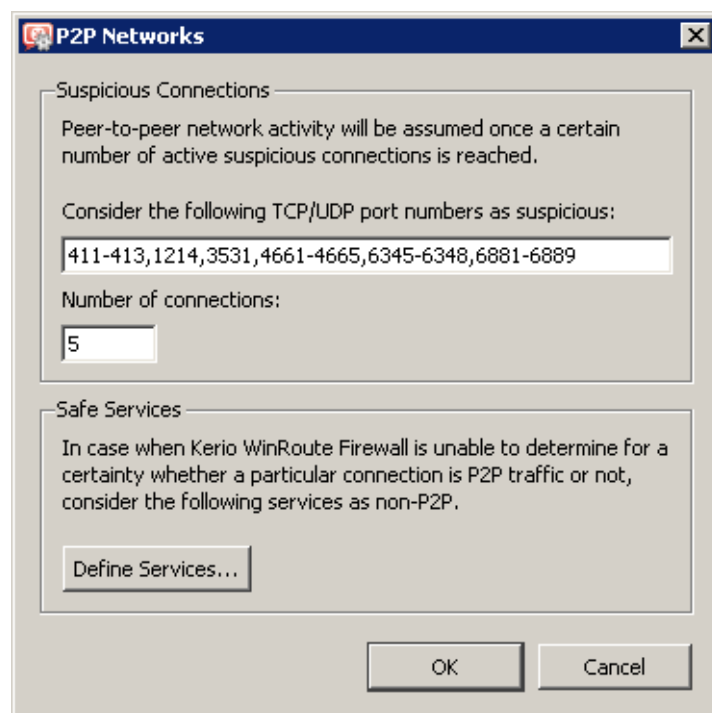 P2P Networks
Suspicious Connections
Peer-to-peer network activity will be assumed once a certain
number of active suspicious connections is reached.
Consider the following TCP/UDP port numbers as suspicious:
411-413,1214,3531,4661-4665,6345-6348,6881-6889
Number of connections:
5
Safe Services
In case when Kerio WinRoute Firewall is unable to determine for a
certainty whether a particular connection is P2P traffic or not,
consider the following services as non-P2P.
Define Services...
OK Cancel